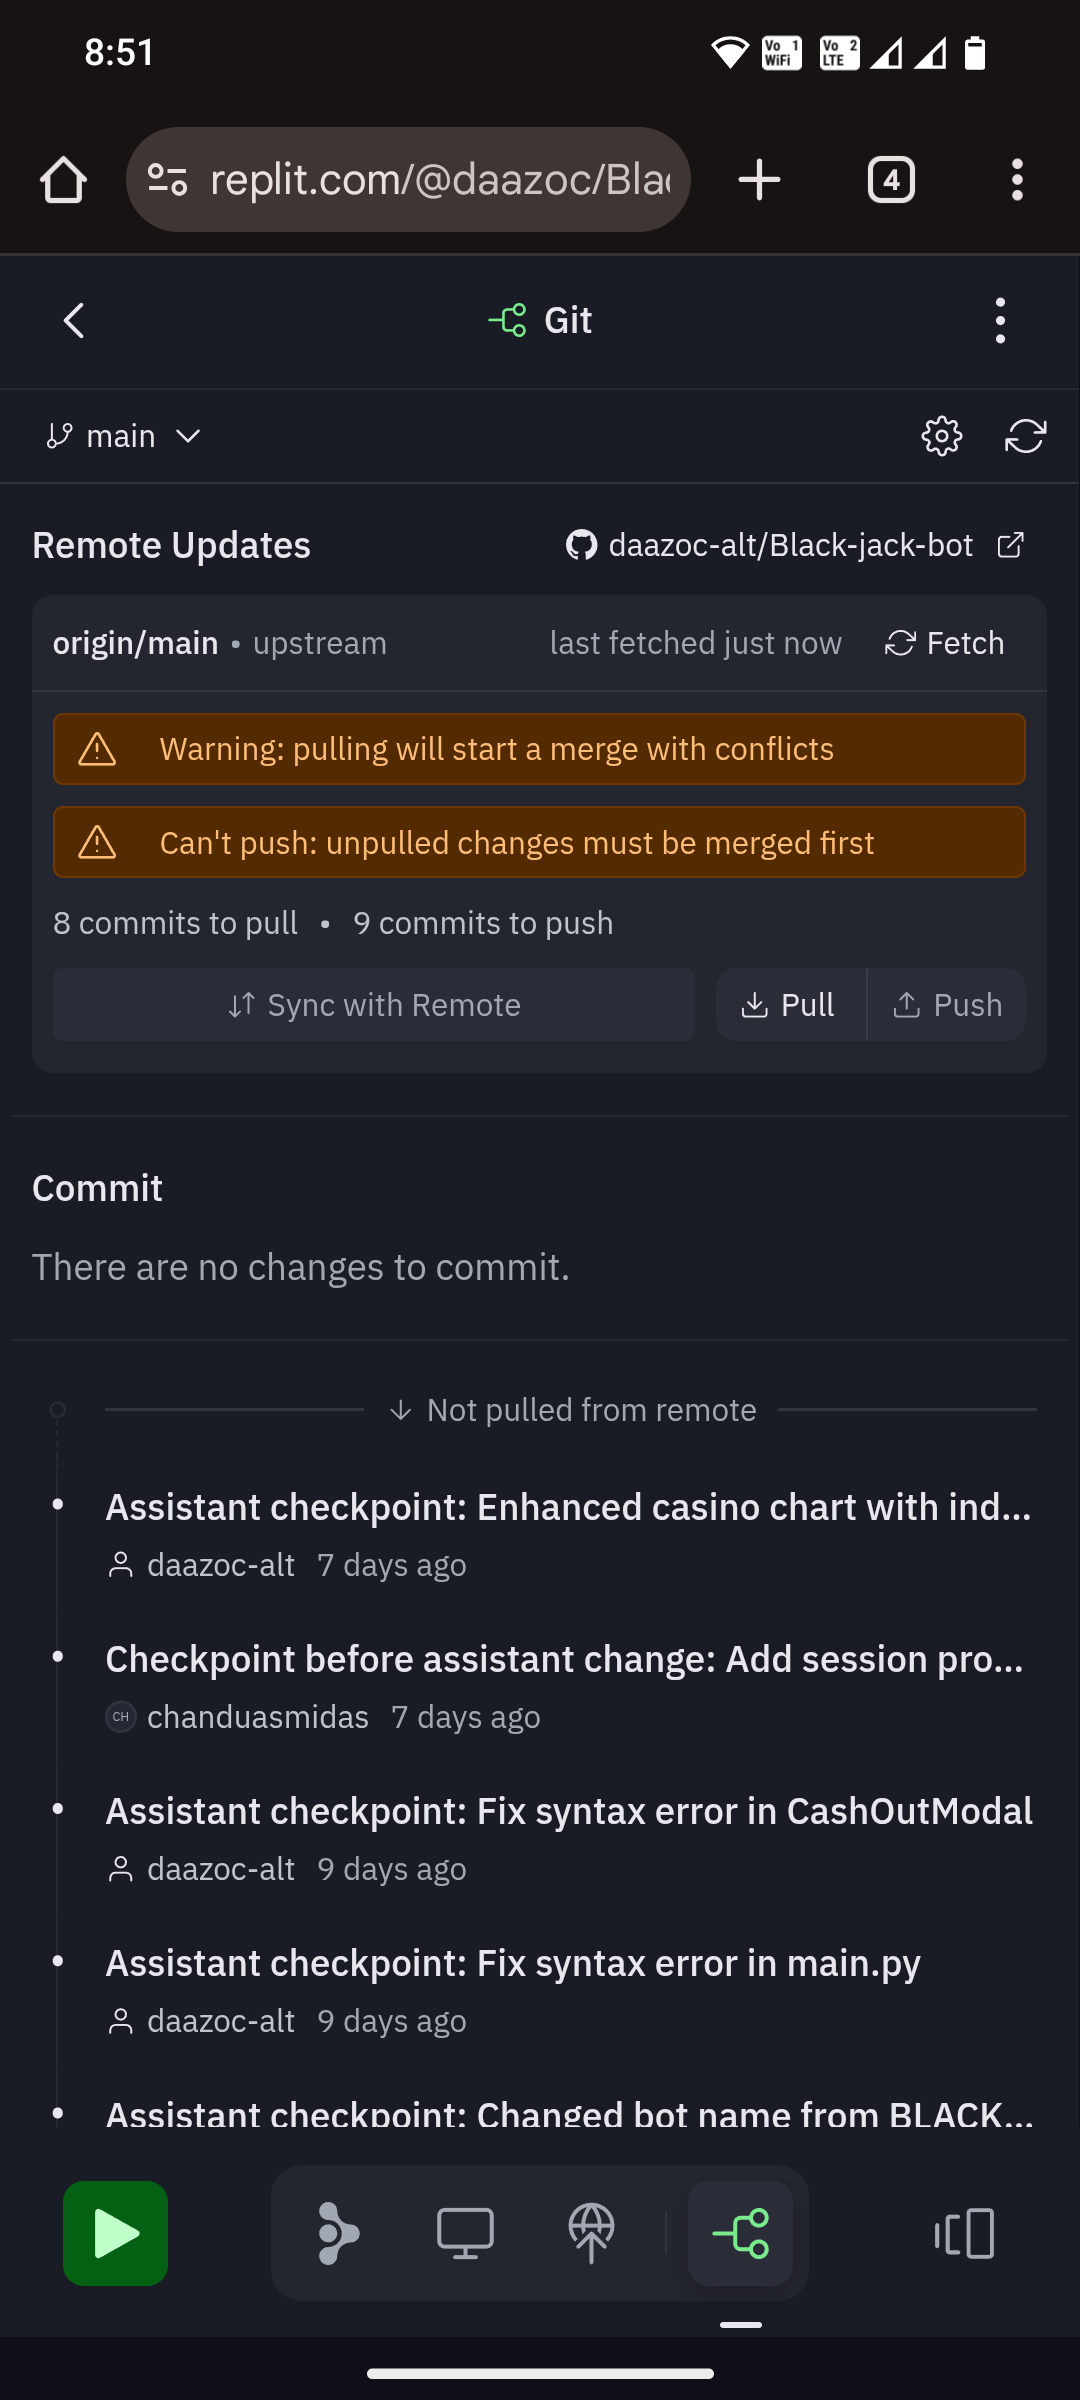 8:51
Vo 1
WiFi
Vo 2
LTE
replit.com/@daazoc/Blac
4
Git
main
Remote Updates
daazoc-alt/Black-jack-bot
origin/main • upstream
last fetched just now
Fetch
Warning: pulling will start a merge with conflicts
Can't push: unpulled changes must be merged first
8 commits to pull • 9 commits to push
Sync with Remote
Pull
Push
Commit
There are no changes to commit.
Not pulled from remote
Assistant checkpoint: Enhanced casino chart with ind...
daazoc-alt 7 days ago
Checkpoint before assistant change: Add session pro...
CH chanduasmidas 7 days ago
Assistant checkpoint: Fix syntax error in CashOutModal
daazoc-alt 9 days ago
Assistant checkpoint: Fix syntax error in main.py
daazoc-alt 9 days ago
Assistant checkpoint: Changed bot name from BLACK...